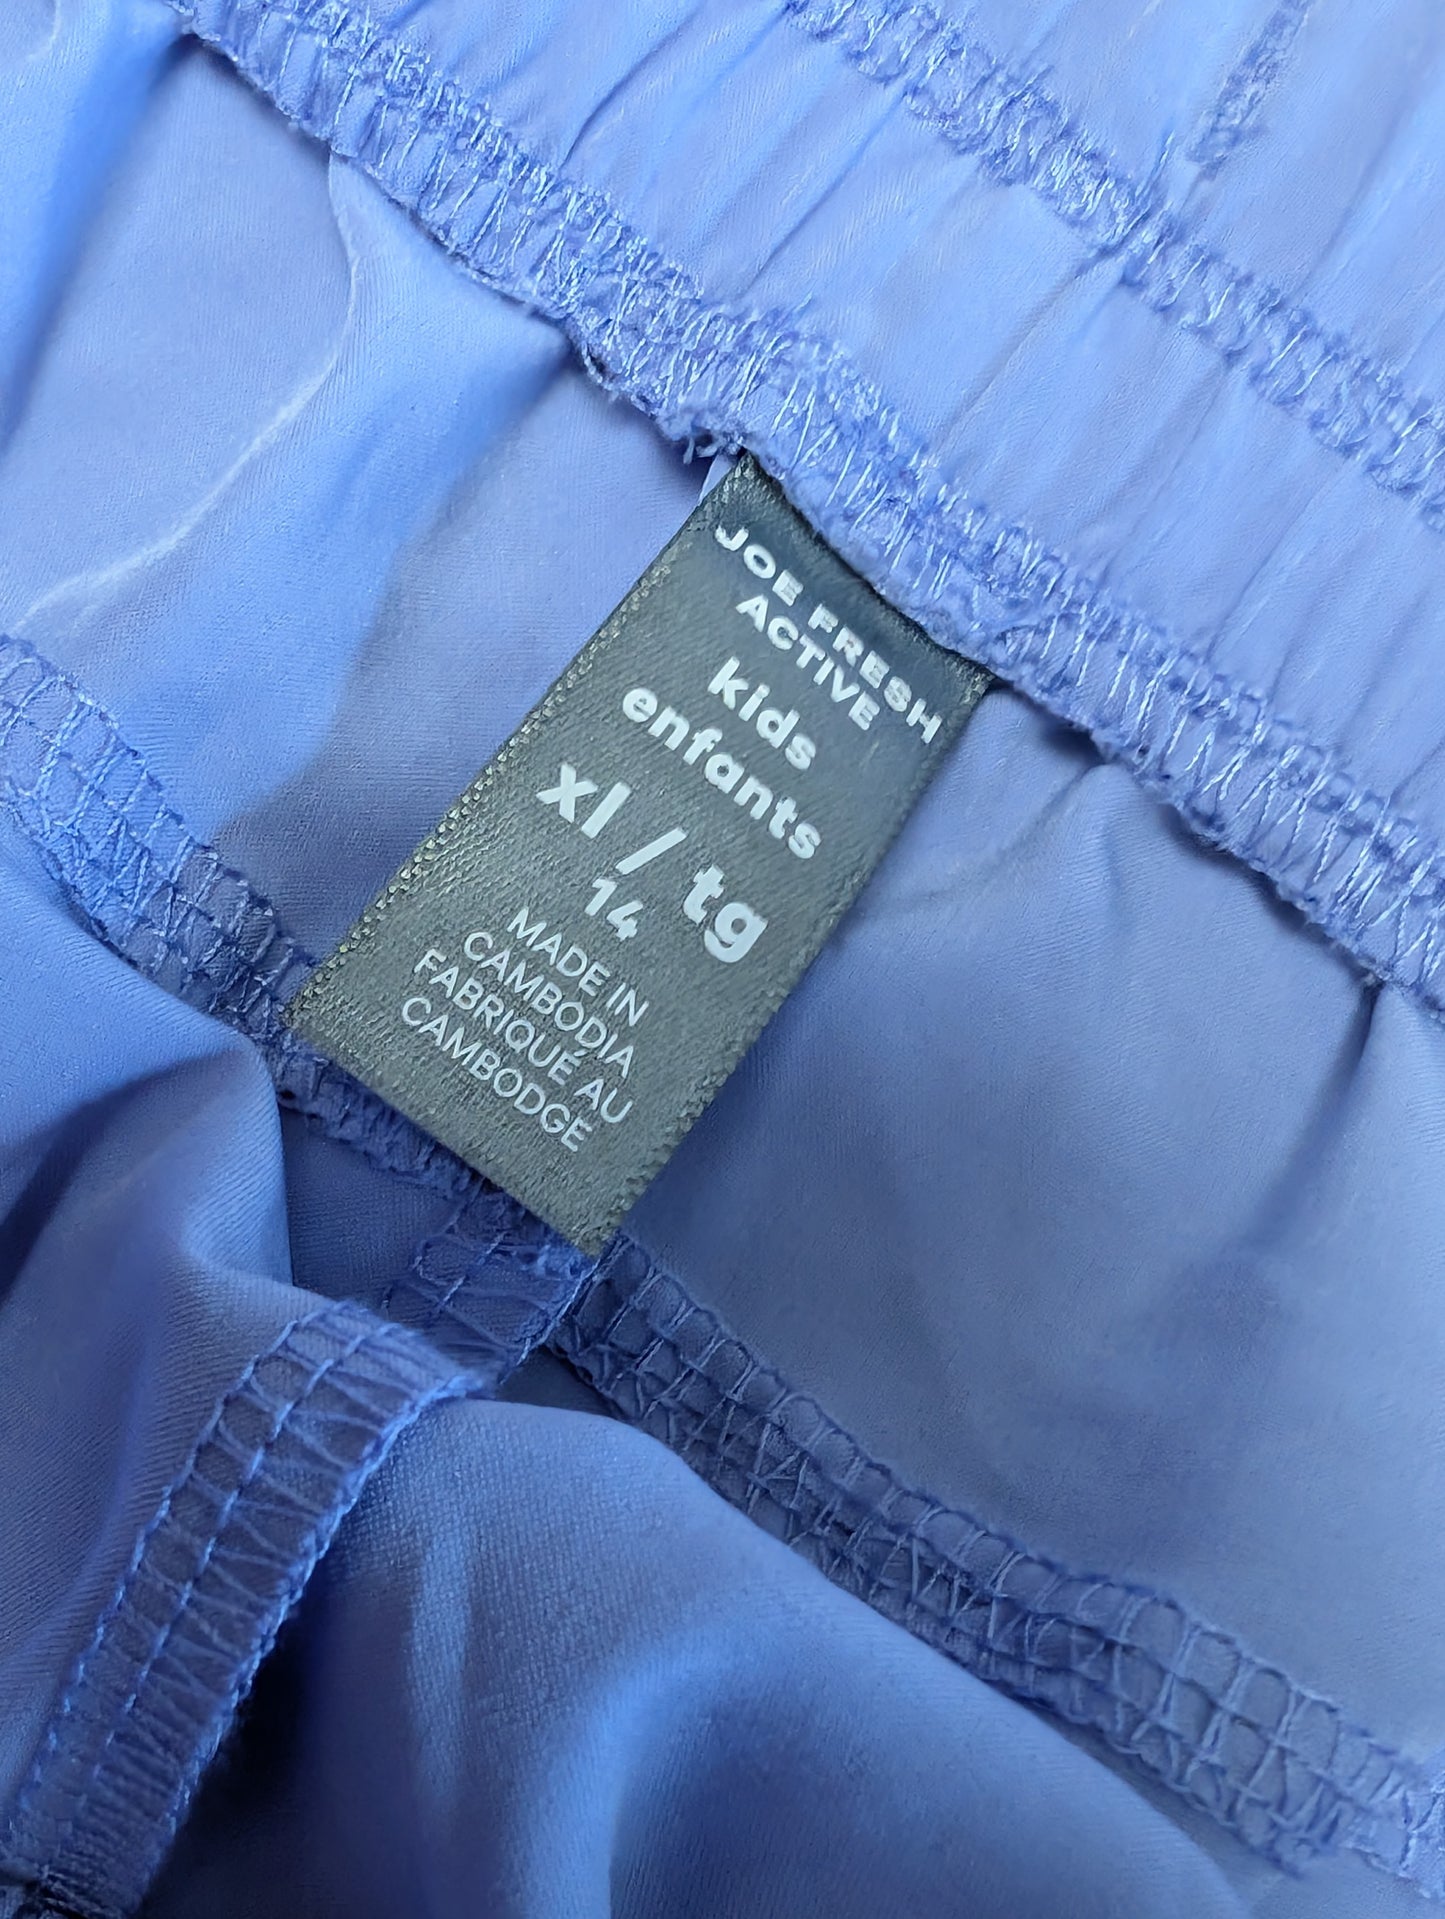 JOE FRESH
ACTIVE
kids
enfants
xl / tg
14
MADE IN
CAMBODIA
FABRIQUÉ AU
CAMBODGE